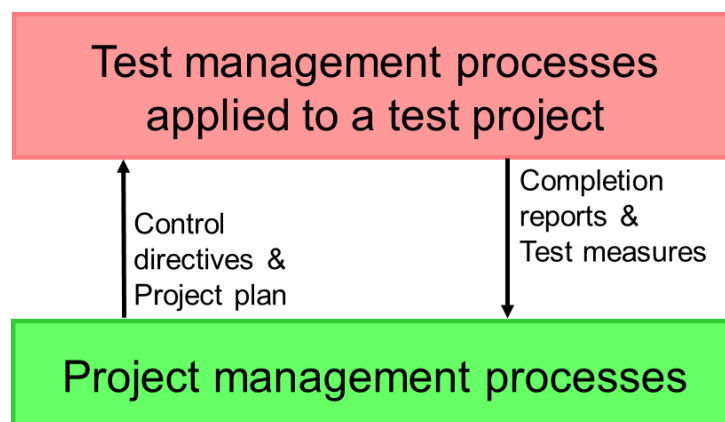 Test management processes
applied to a test project
Control
directives &
Project plan
Completion
reports &
Test measures
Project management processes